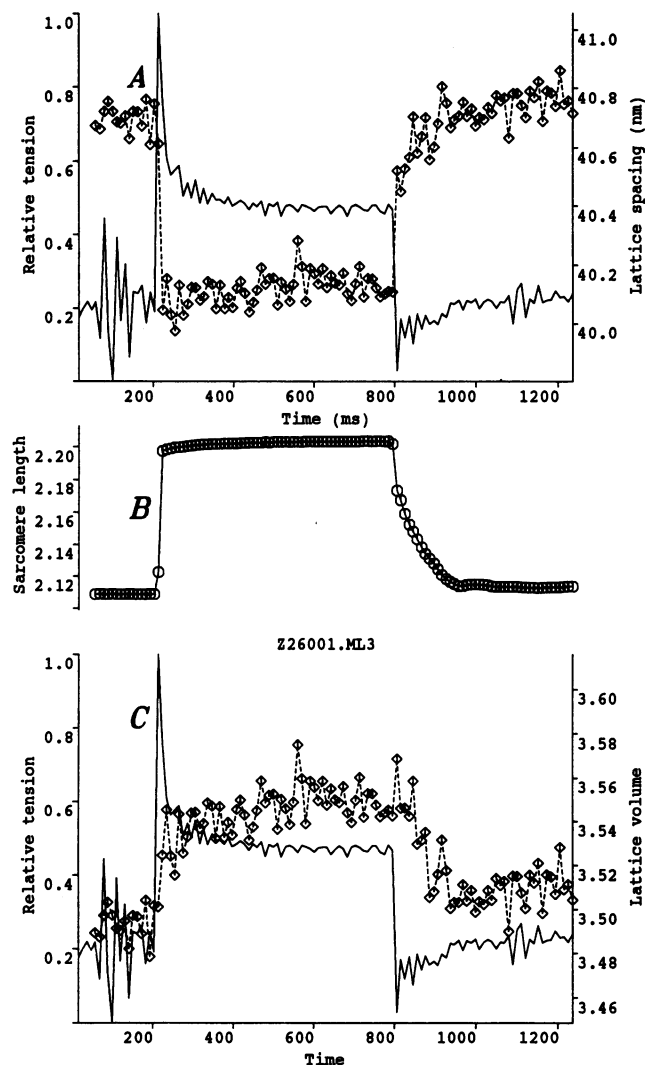 A
1.0
0.8
0.6
0.4
0.2
Relative tension
41.0
40.8
40.6
40.4
40.2
40.0
Lattice spacing (nm)
200 400 600 800 1000 1200
Time (ms)
B
2.20
2.18
2.16
2.14
2.12
Sarcomere length
Z26001.ML3
C
1.0
0.8
0.6
0.4
0.2
Relative tension
3.60
3.58
3.56
3.54
3.52
3.50
3.48
3.46
Lattice volume
200 400 600 800 1000 1200
Time